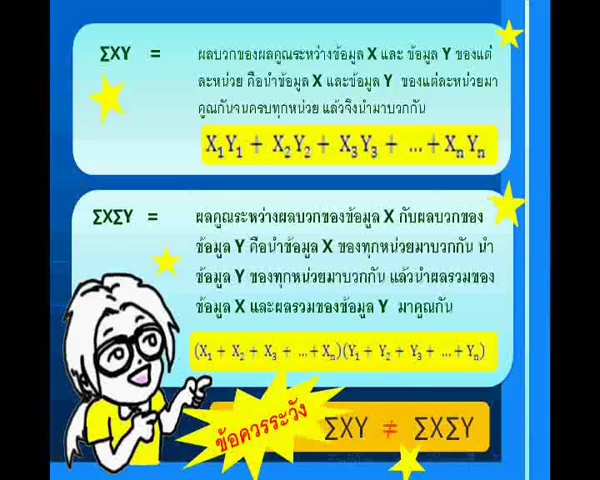 ∑XY = ผลบวกของผลคูณระหว่างข้อมูล X และ ข้อมูล Y ของแต่
ละหน่วย คือนำข้อมูล X และข้อมูล Y ของแต่ละหน่วยมา
คูณกันจนครบทุกหน่วย แล้วจึงนำมาบวกกัน
X₁Y₁ + X₂Y₂ + X₃Y₃ + ... + XₙYₙ
∑X∑Y = ผลคูณระหว่างผลบวกของข้อมูล X กับผลบวกของ
ข้อมูล Y คือนำข้อมูล X ของทุกหน่วยมาบวกกัน นำ
ข้อมูล Y ของทุกหน่วยมาบวกกัน แล้วนำผลรวมของ
ข้อมูล X และผลรวมของข้อมูล Y มาคูณกัน
(X₁ + X₂ + X₃ + ... + Xₙ)(Y₁ + Y₂ + Y₃ + ... + Yₙ)
ข้อควรระวัง ∑XY ≠ ∑X∑Y